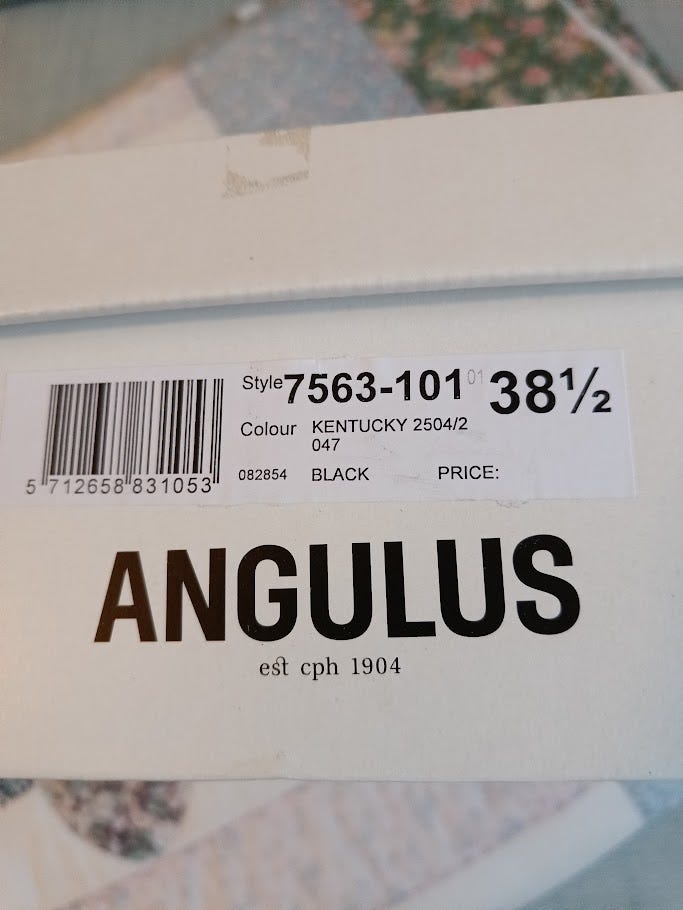 Style 7563-101 01 38½
Colour KENTUCKY 2504/2
047
082854 BLACK PRICE:
5 712658 831053
ANGULUS
est cph 1904